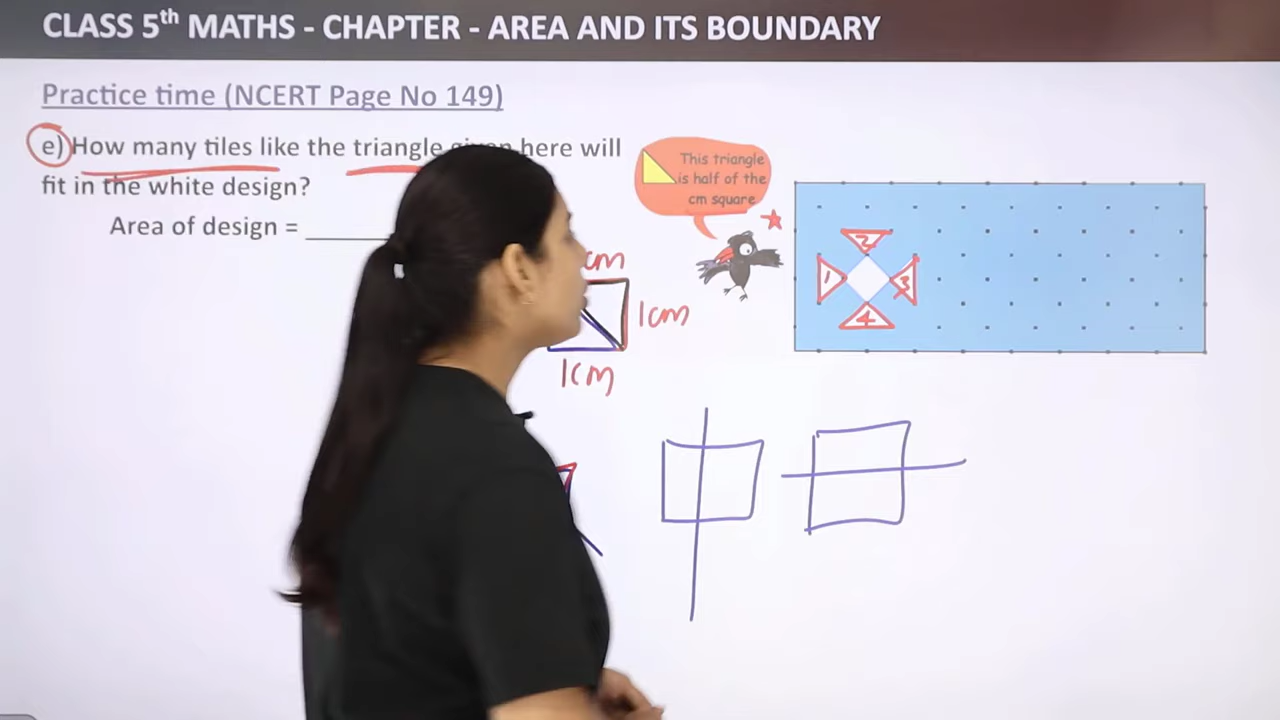 CLASS 5th MATHS - CHAPTER - AREA AND ITS BOUNDARY
Practice time (NCERT Page No 149)
e) How many tiles like the triangle given here will
fit in the white design?
Area of design = ________
This triangle
is half of the
cm square
2
1
3
4
cm
1cm
1cm